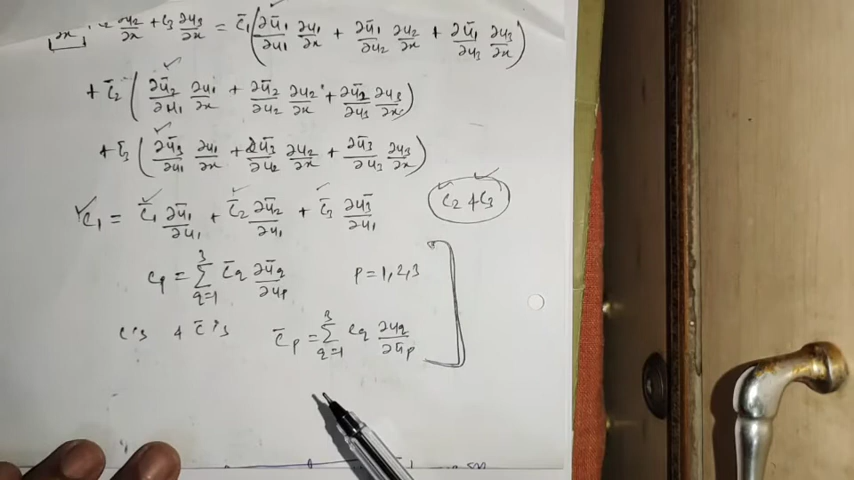 ∂u₂/∂x + C₃ ∂u₃/∂x = C̄₁ (∂ū₁/∂u₁ ∂u₁/∂x + ∂ū₁/∂u₂ ∂u₂/∂x + ∂ū₁/∂u₃ ∂u₃/∂x)
+ C̄₂ (∂ū₂/∂u₁ ∂u₁/∂x + ∂ū₂/∂u₂ ∂u₂/∂x + ∂ū₂/∂u₃ ∂u₃/∂x)
+ C̄₃ (∂ū₃/∂u₁ ∂u₁/∂x + ∂ū₃/∂u₂ ∂u₂/∂x + ∂ū₃/∂u₃ ∂u₃/∂x)
C₁ = C̄₁ ∂ū₁/∂u₁ + C̄₂ ∂ū₂/∂u₁ + C̄₃ ∂ū₃/∂u₁ C₂ & C₃
Cp = Σ_{q=1}^{3} C̄q ∂ūq/∂up p = 1,2,3
C's & C̄'s C̄p = Σ_{q=1}^{3} Cq ∂uq/∂ūp